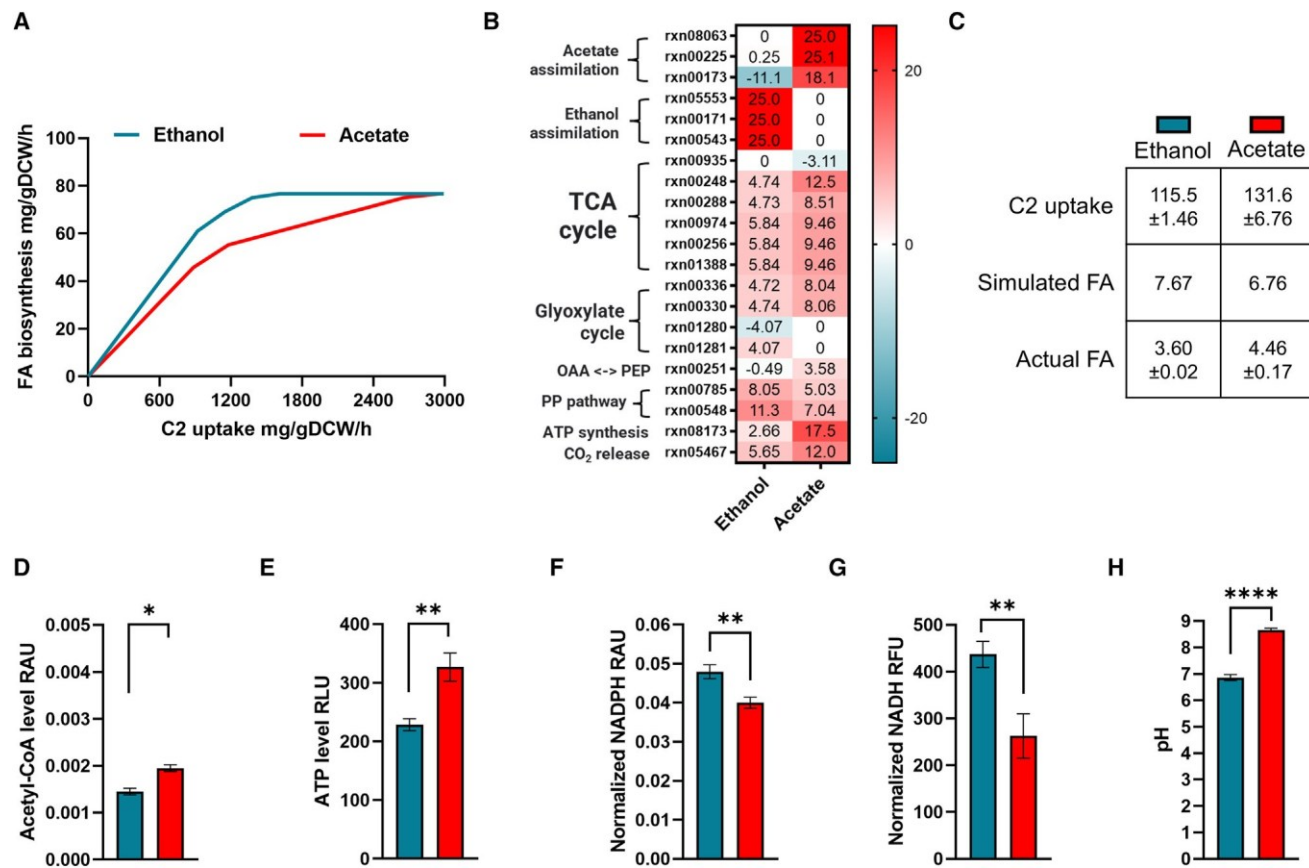 A
Ethanol
Acetate
FA biosynthesis mg/gDCW/h
100
80
60
40
20
0
0 600 1200 1800 2400 3000
C2 uptake mg/gDCW/h
B
Acetate
assimilation
rxn08063 0 25.0
rxn00225 0.25 25.1
rxn00173 -11.1 18.1
Ethanol
assimilation
rxn05553 25.0 0
rxn00171 25.0 0
rxn00543 25.0 0
TCA
cycle
rxn00935 0 -3.11
rxn00248 4.74 12.5
rxn00288 4.73 8.51
rxn00974 5.84 9.46
rxn00256 5.84 9.46
rxn01388 5.84 9.46
Glyoxylate
cycle
rxn00336 4.72 8.04
rxn00330 4.74 8.06
rxn01280 -4.07 0
rxn01281 4.07 0
OAA <-> PEP rxn00251 -0.49 3.58
PP pathway
rxn00785 8.05 5.03
rxn00548 11.3 7.04
ATP synthesis rxn08173 2.66 17.5
CO₂ release rxn05467 5.65 12.0
Ethanol
Acetate
20
0
-20
C
Ethanol Acetate
C2 uptake 115.5 ±1.46 131.6 ±6.76
Simulated FA 7.67 6.76
Actual FA 3.60 ±0.02 4.46 ±0.17
D
Acetyl-CoA level RAU
0.005
0.004
0.003
0.002
0.001
0.000
*
E
ATP level RLU
400
300
200
100
0
**
F
Normalized NADPH RAU
0.06
0.05
0.04
0.03
0.02
0.01
0.00
**
G
Normalized NADH RFU
500
400
300
200
100
0
**
H
pH
9
8
7
6
5
4
3
2
1
0
****